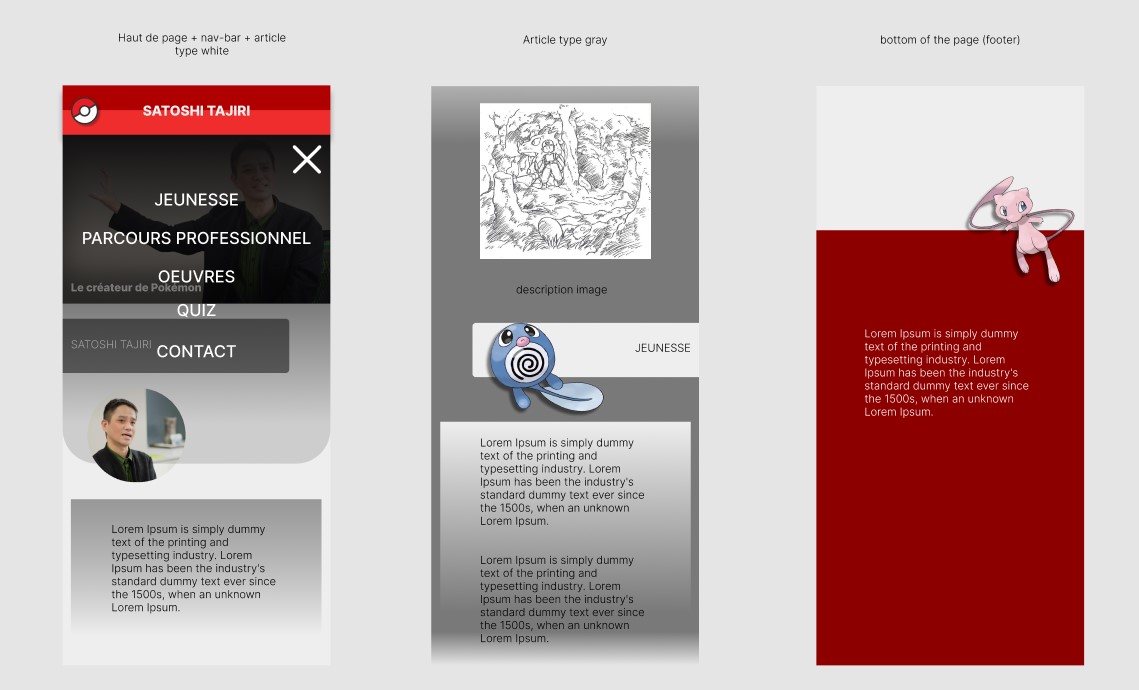 Haut de page + nav-bar + article
type white
SATOSHI TAJIRI
JEUNESSE
PARCOURS PROFESSIONNEL
OEUVRES
Le créateur de Pokémon
QUIZ
SATOSHI TAJIRI
CONTACT
Lorem Ipsum is simply dummy
text of the printing and
typesetting industry. Lorem
Ipsum has been the industry's
standard dummy text ever since
the 1500s, when an unknown
Lorem Ipsum.
Article type gray
description image
JEUNESSE
Lorem Ipsum is simply dummy
text of the printing and
typesetting industry. Lorem
Ipsum has been the industry's
standard dummy text ever since
the 1500s, when an unknown
Lorem Ipsum.
Lorem Ipsum is simply dummy
text of the printing and
typesetting industry. Lorem
Ipsum has been the industry's
standard dummy text ever since
the 1500s, when an unknown
Lorem Ipsum.
bottom of the page (footer)
Lorem Ipsum is simply dummy
text of the printing and
typesetting industry. Lorem
Ipsum has been the industry's
standard dummy text ever since
the 1500s, when an unknown
Lorem Ipsum.